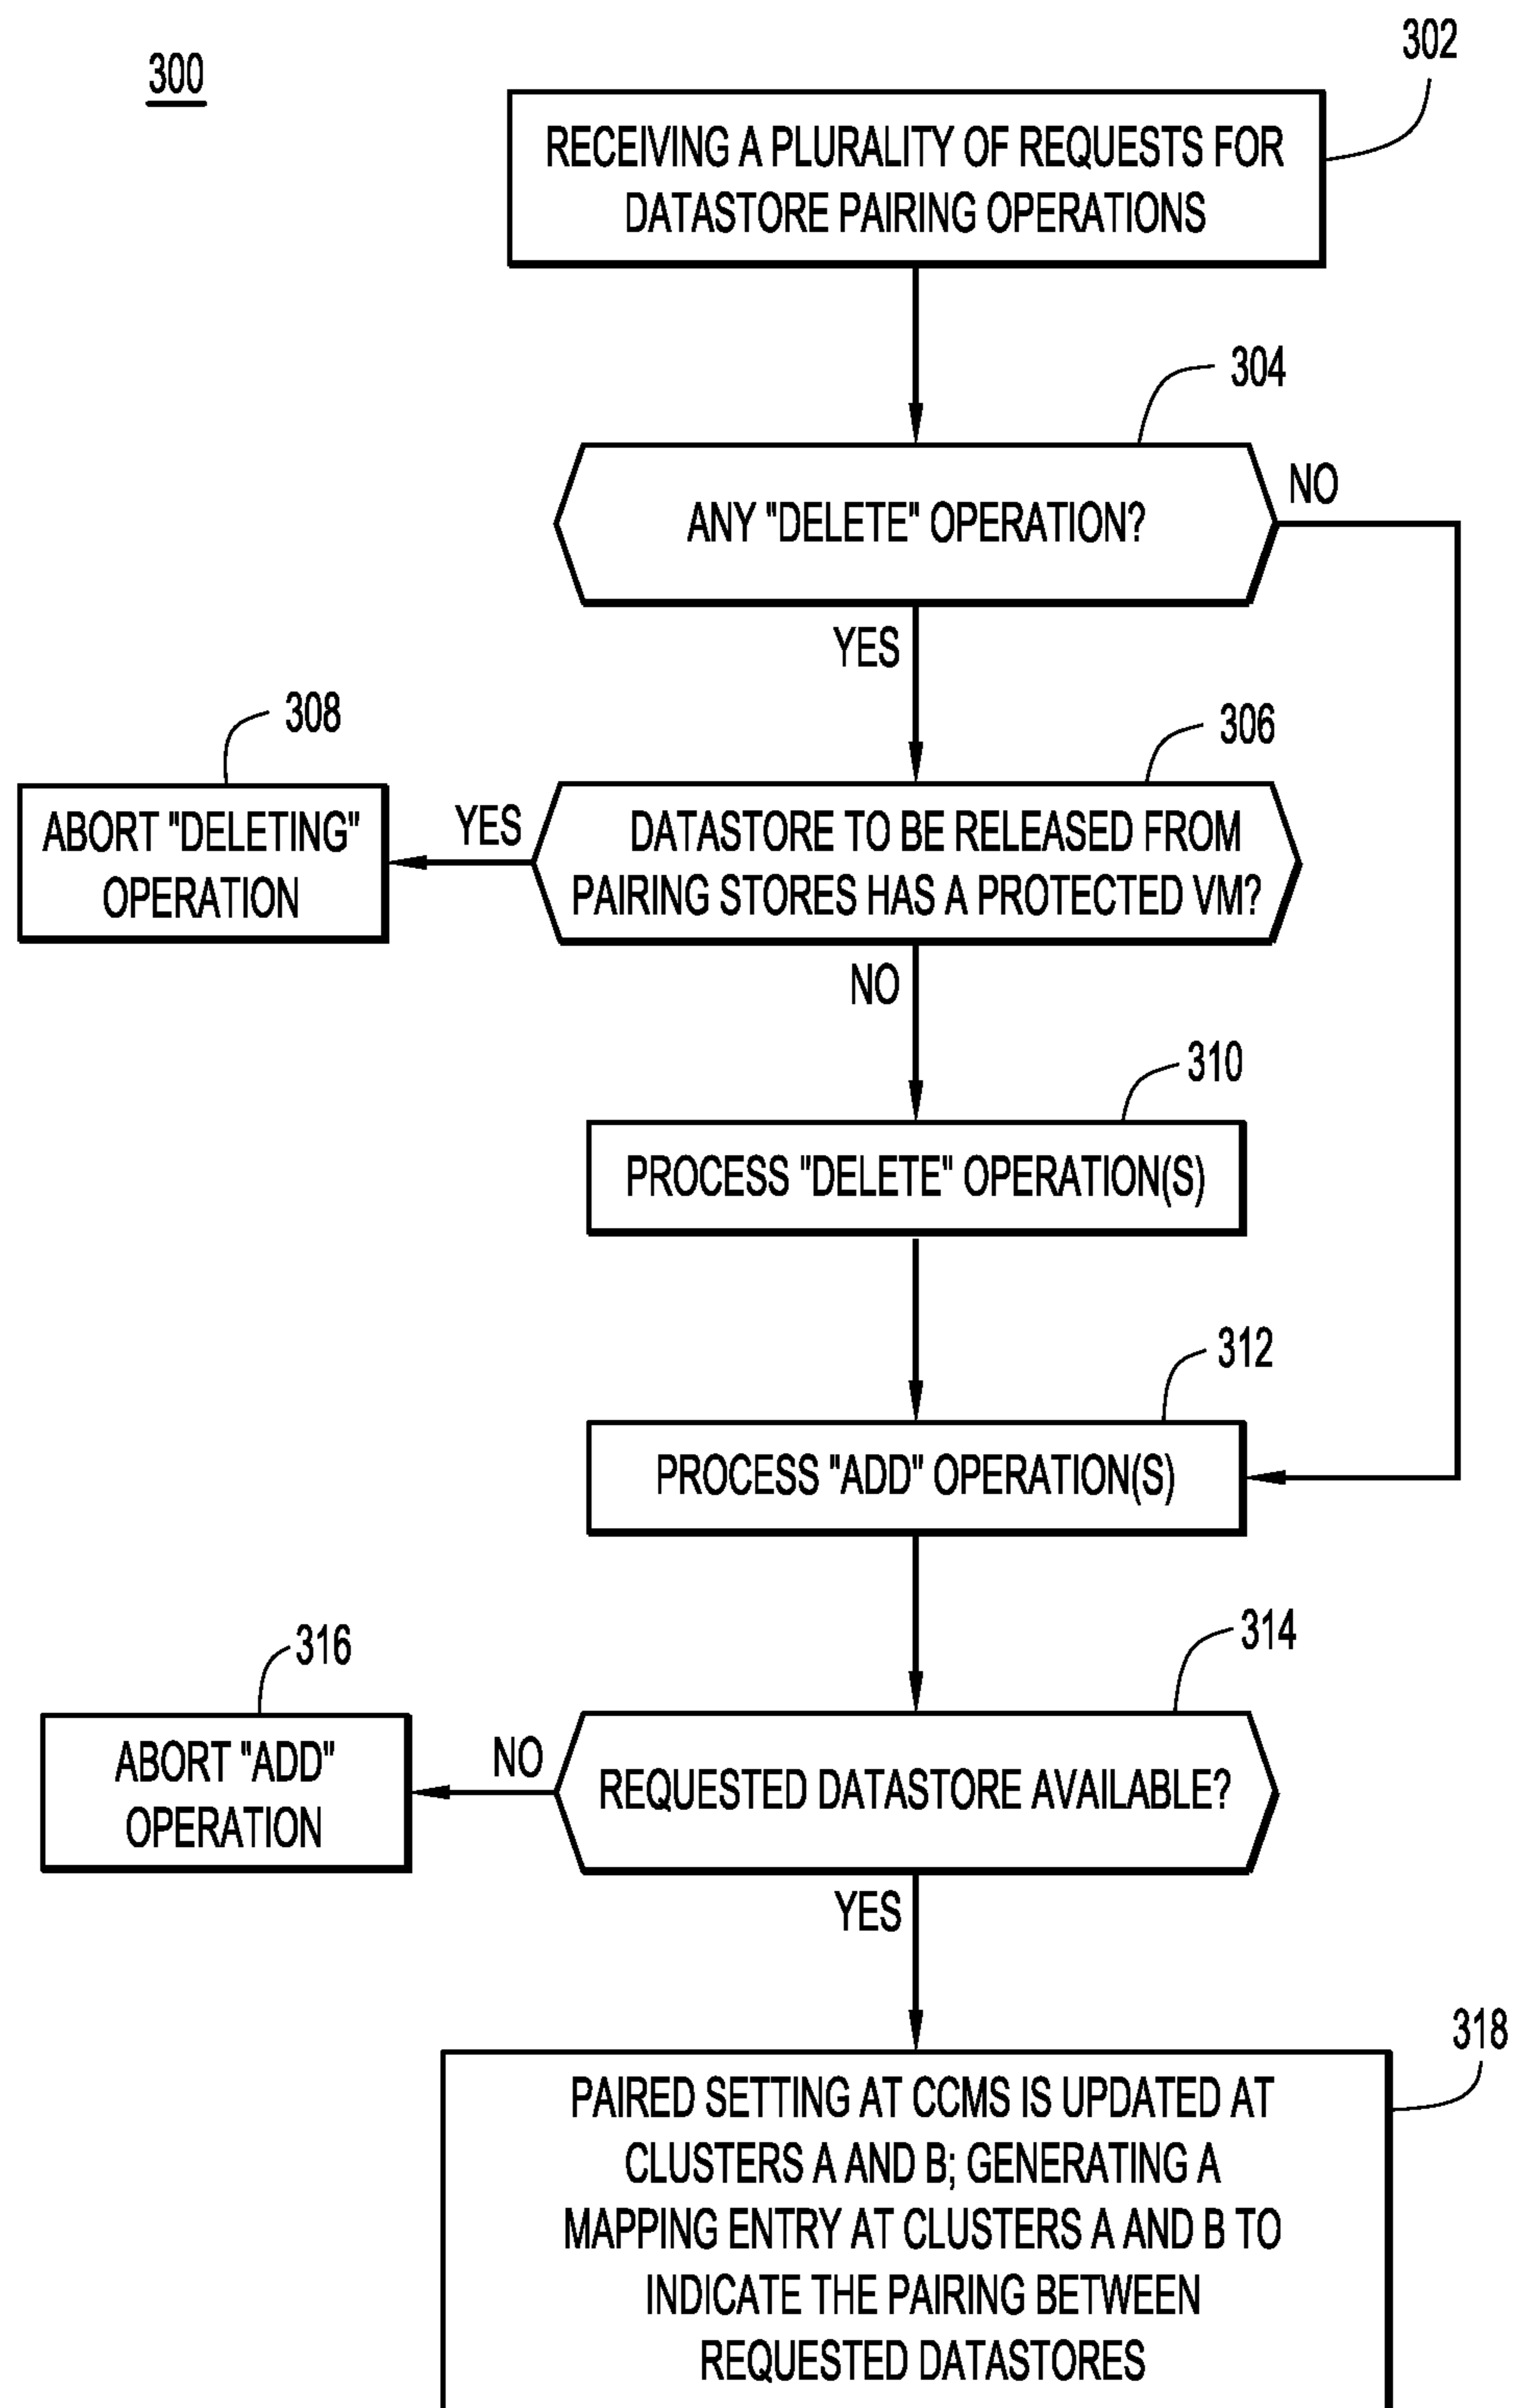 300
302
RECEIVING A PLURALITY OF REQUESTS FOR
DATASTORE PAIRING OPERATIONS
304
ANY "DELETE" OPERATION?
NO
YES
306
308
DATASTORE TO BE RELEASED FROM
PAIRING STORES HAS A PROTECTED VM?
YES
ABORT "DELETING"
OPERATION
NO
310
PROCESS "DELETE" OPERATION(S)
312
PROCESS "ADD" OPERATION(S)
314
316
REQUESTED DATASTORE AVAILABLE?
NO
ABORT "ADD"
OPERATION
YES
318
PAIRED SETTING AT CCMS IS UPDATED AT
CLUSTERS A AND B; GENERATING A
MAPPING ENTRY AT CLUSTERS A AND B TO
INDICATE THE PAIRING BETWEEN
REQUESTED DATASTORES